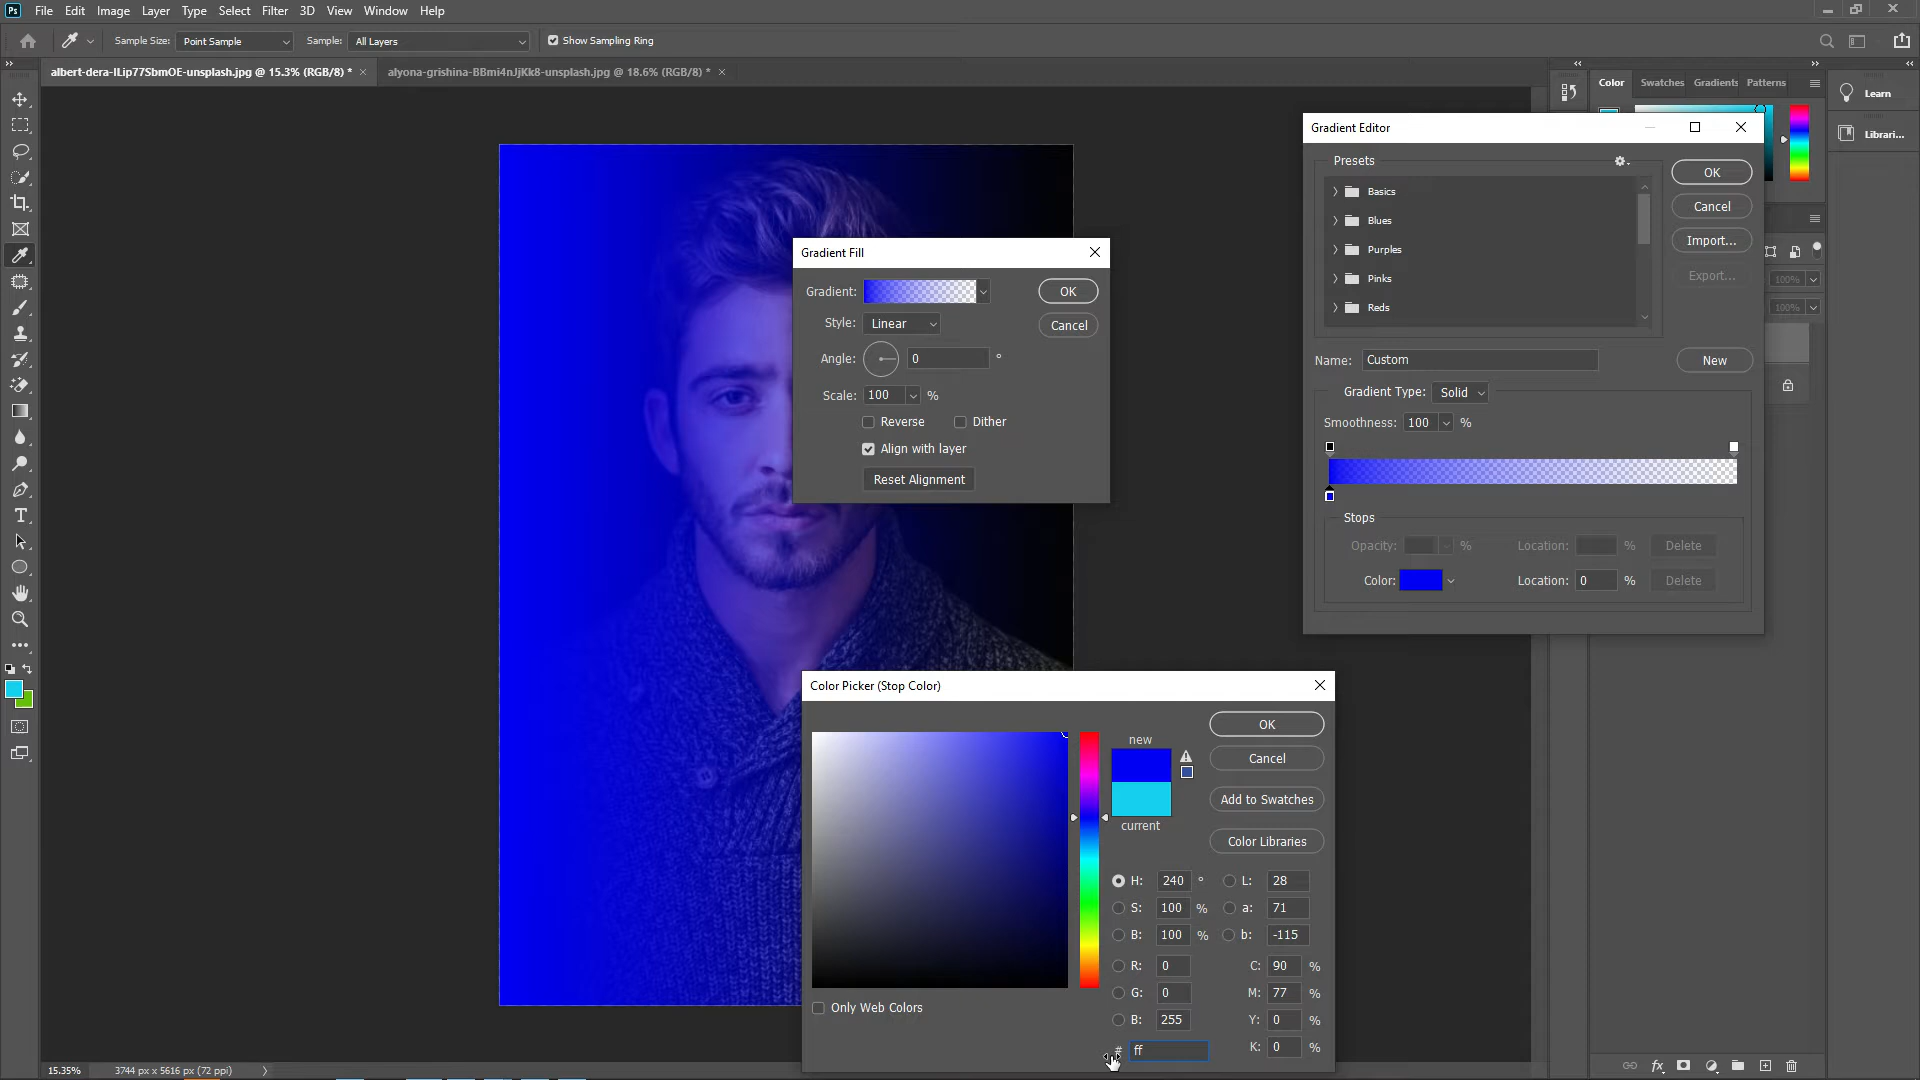 Ps File Edit Image Layer Type Select Filter 3D View Window Help
Sample Size: Point Sample Sample: All Layers Show Sampling Ring
albert-dera-ILip77SbmOE-unsplash.jpg @ 15.3% (RGB/8) * alyona-grishina-BBmi4nJjKk8-unsplash.jpg @ 18.6% (RGB/8) *
Color Swatches Gradients Patterns
Learn
Librari...
Gradient Editor
Presets
Basics
Blues
Purples
Pinks
Reds
OK
Cancel
Import...
Export...
Name: Custom New
Gradient Type: Solid
Smoothness: 100 %
Stops
Opacity: % Location: % Delete
Color: Location: 0 % Delete
100%
100%
Gradient Fill
Gradient: OK
Style: Linear Cancel
Angle: 0 °
Scale: 100 %
Reverse Dither
Align with layer
Reset Alignment
Color Picker (Stop Color)
new
current
OK
Cancel
Add to Swatches
Color Libraries
H: 240 ° L: 28
S: 100 % a: 71
B: 100 % b: -115
R: 0 C: 90 %
G: 0 M: 77 %
B: 255 Y: 0 %
# ff K: 0 %
Only Web Colors
T
15.35% 3744 px x 5616 px (72 ppi)
fx